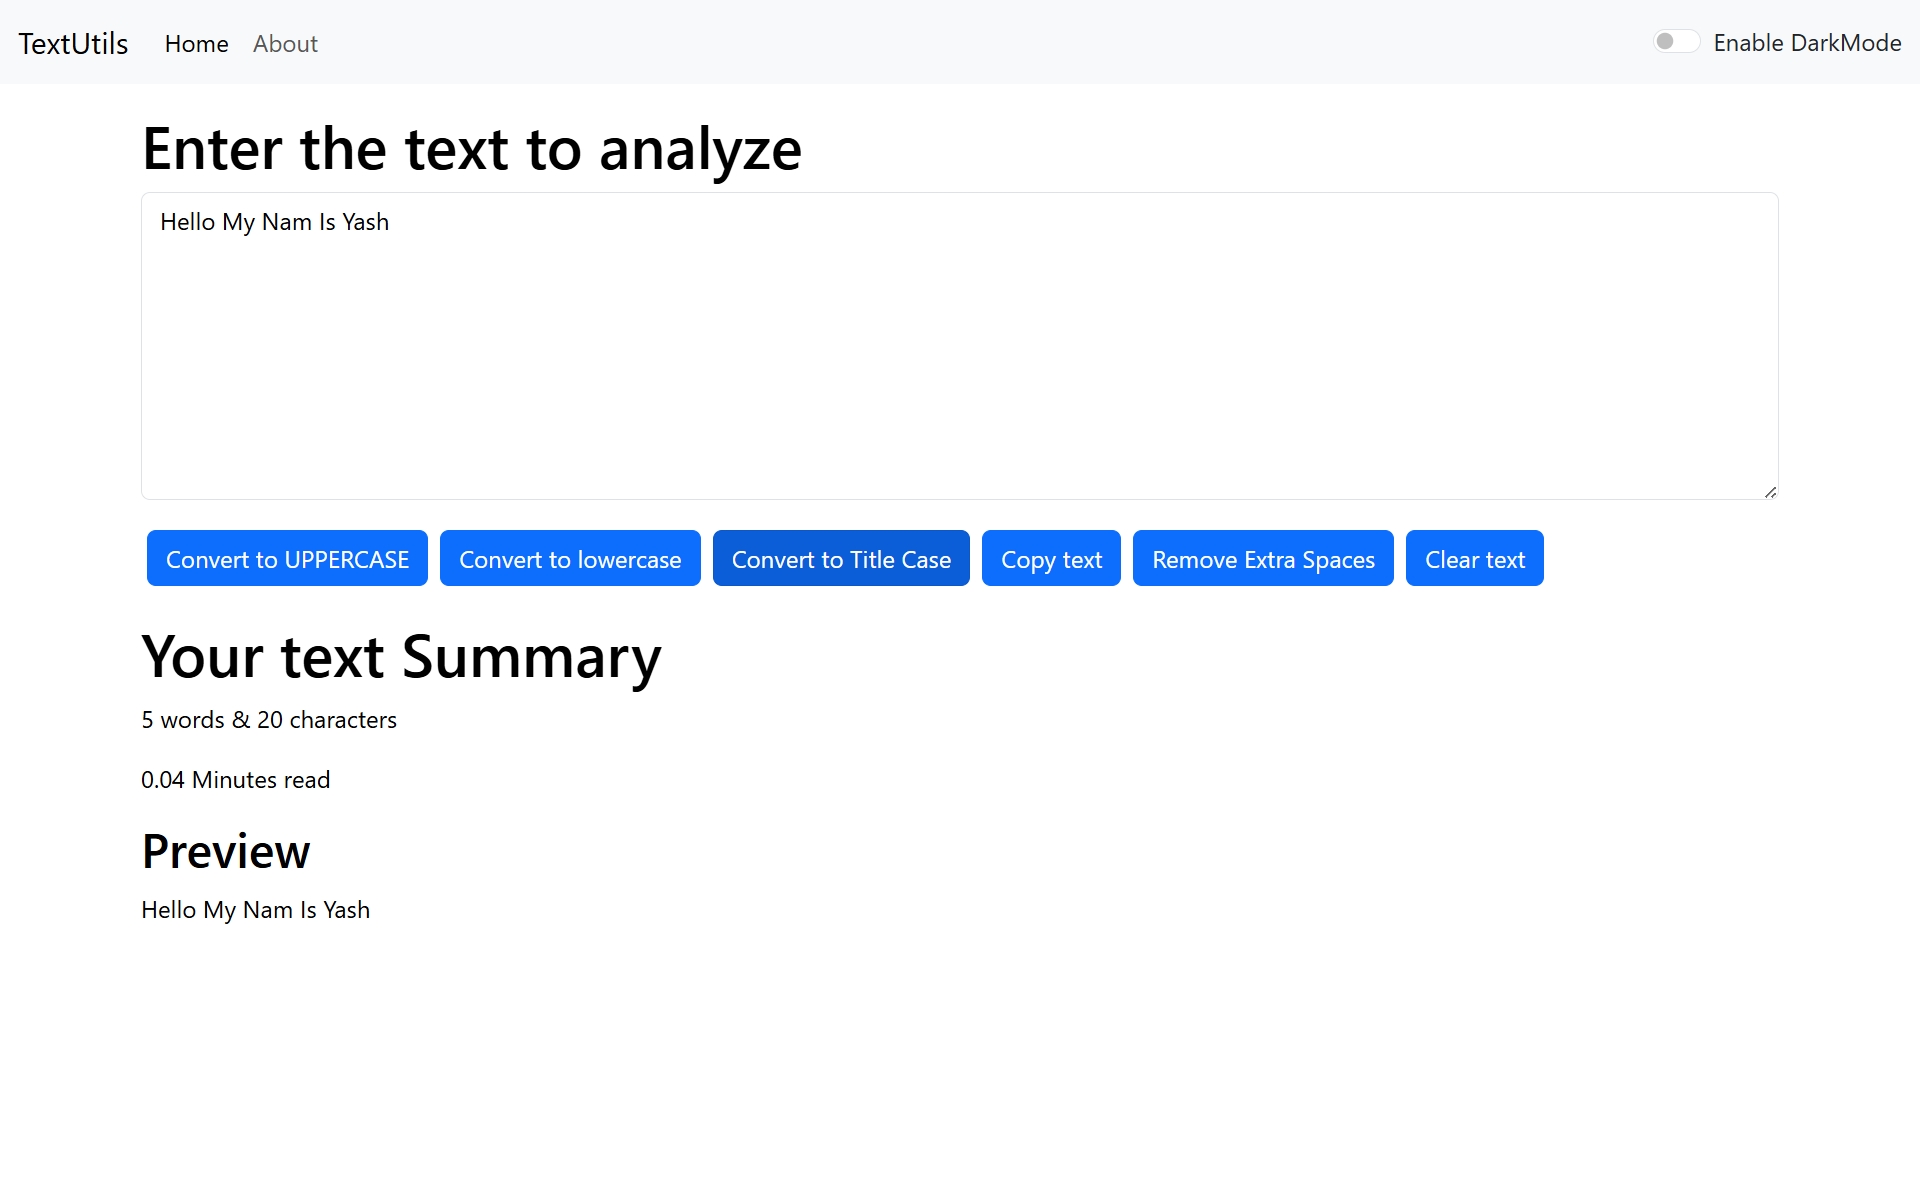 TextUtils Home About Enable DarkMode
Enter the text to analyze
Hello My Nam Is Yash
Convert to UPPERCASE Convert to lowercase Convert to Title Case Copy text Remove Extra Spaces Clear text
Your text Summary
5 words & 20 characters
0.04 Minutes read
Preview
Hello My Nam Is Yash